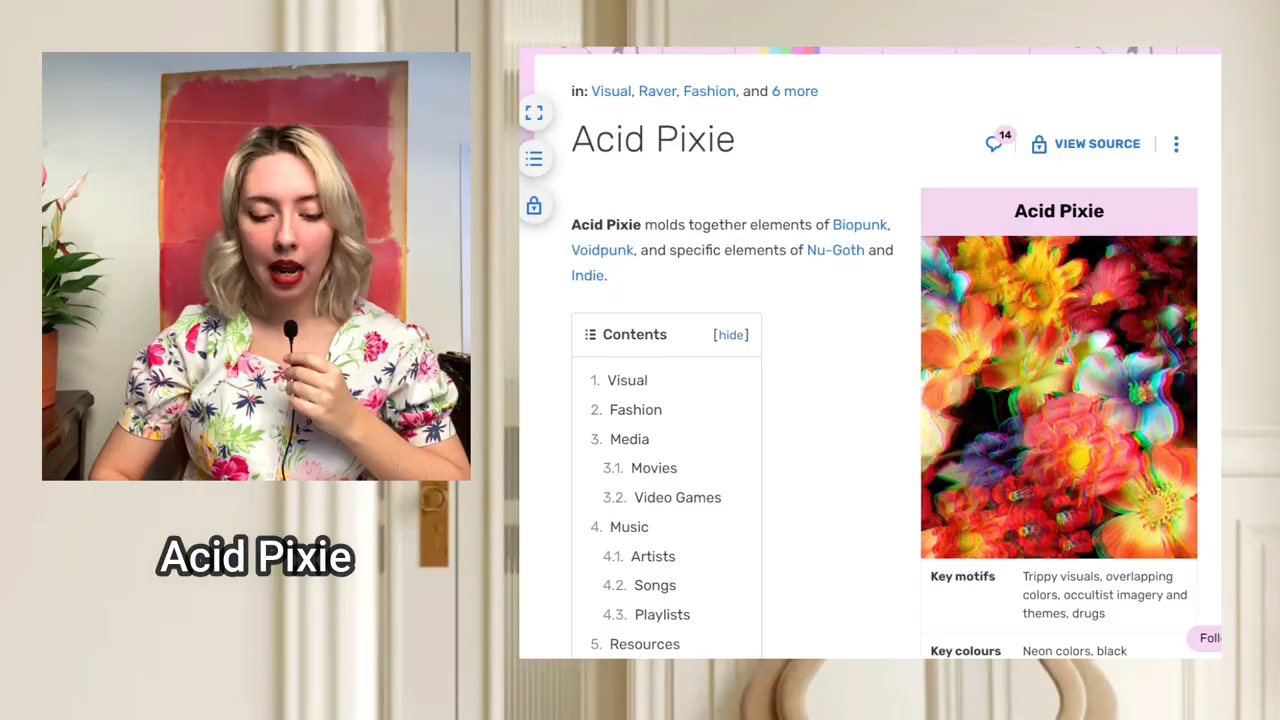 in: Visual, Raver, Fashion, and 6 more
Acid Pixie
14
VIEW SOURCE
Acid Pixie molds together elements of Biopunk,
Voidpunk, and specific elements of Nu-Goth and
Indie.
Contents [hide]
1. Visual
2. Fashion
3. Media
3.1. Movies
3.2. Video Games
4. Music
4.1. Artists
4.2. Songs
4.3. Playlists
5. Resources
Acid Pixie
Key motifs Trippy visuals, overlapping
colors, occultist imagery and
themes, drugs
Key colours Neon colors, black
Foll
Acid Pixie